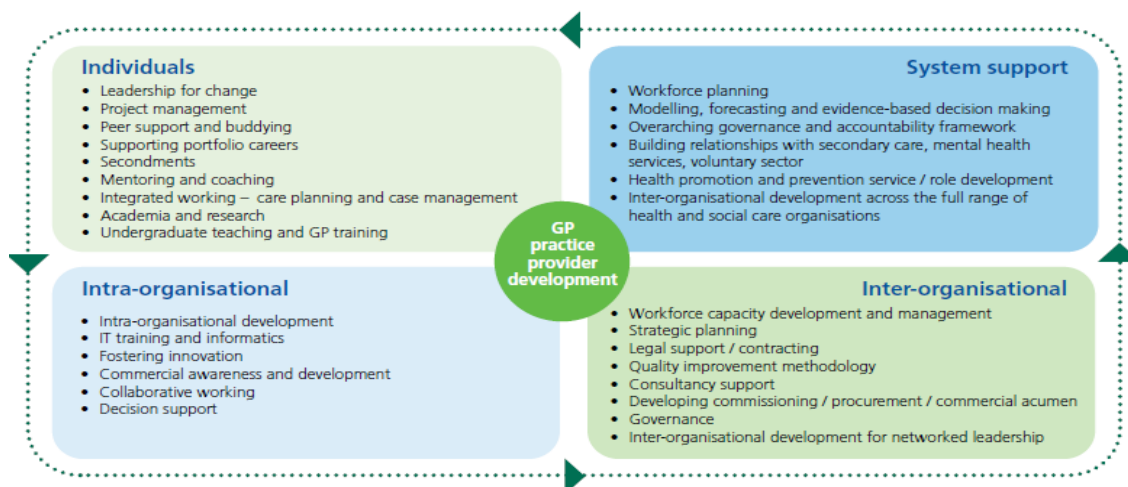 Individuals
• Leadership for change
• Project management
• Peer support and buddying
• Supporting portfolio careers
• Secondments
• Mentoring and coaching
• Integrated working – care planning and case management
• Academia and research
• Undergraduate teaching and GP training
System support
• Workforce planning
• Modelling, forecasting and evidence-based decision making
• Overarching governance and accountability framework
• Building relationships with secondary care, mental health
services, voluntary sector
• Health promotion and prevention service / role development
• Inter-organisational development across the full range of
health and social care organisations
GP
practice
provider
development
Intra-organisational
• Intra-organisational development
• IT training and informatics
• Fostering innovation
• Commercial awareness and development
• Collaborative working
• Decision support
Inter-organisational
• Workforce capacity development and management
• Strategic planning
• Legal support / contracting
• Quality improvement methodology
• Consultancy support
• Developing commissioning / procurement / commercial acumen
• Governance
• Inter-organisational development for networked leadership